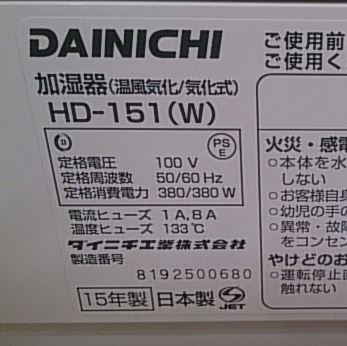 DAINICHI
加湿器(温風気化/気化式)
HD-151(W)
PS
E
定格電圧 100 V
定格周波数 50/60 Hz
定格消費電力 380/380 W
電流ヒューズ 1 A,8 A
温度ヒューズ 133℃
ダイニチ工業株式会社
製造番号
8192500680
15年製 日本製 JET
ご使用前
ご使用く
火災・感電
○本体を水
しない
○お客様自身
○幼児の手の
○異常・故障
をコンセン
やけどのお
○運転停止直
触れない